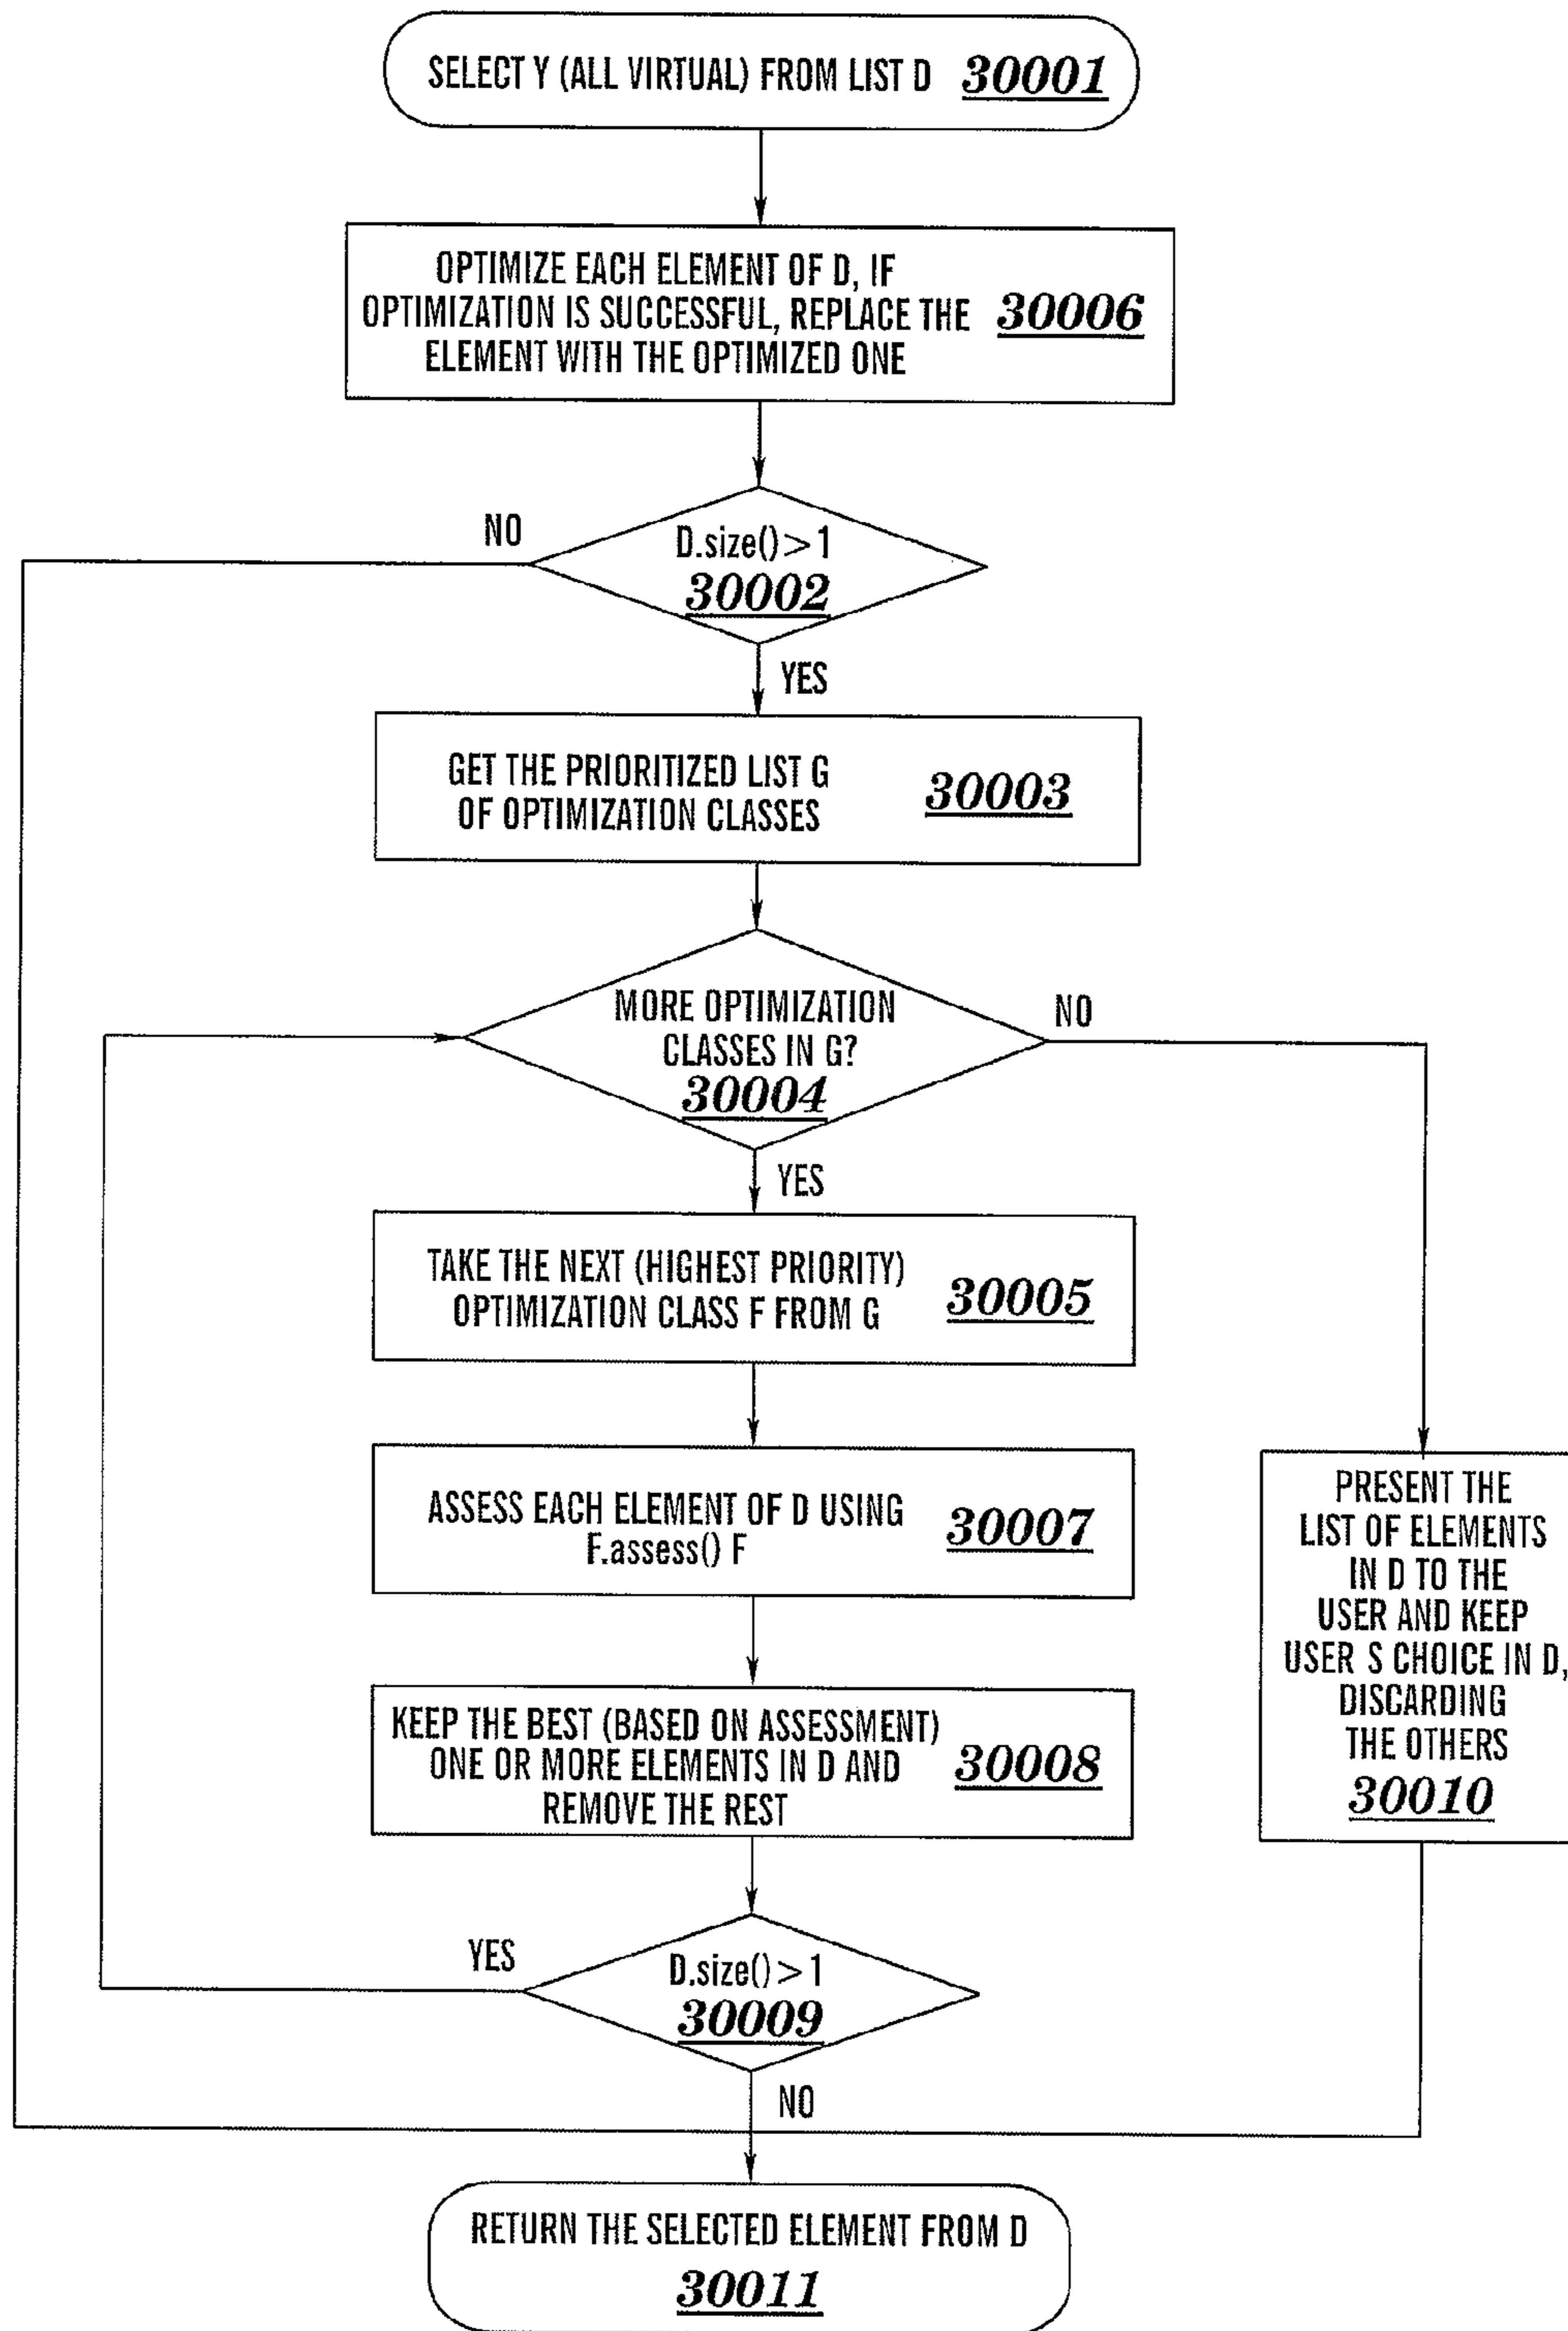 SELECT Y (ALL VIRTUAL) FROM LIST D 30001
OPTIMIZE EACH ELEMENT OF D, IF
OPTIMIZATION IS SUCCESSFUL, REPLACE THE 30006
ELEMENT WITH THE OPTIMIZED ONE
NO
D.size()>1
30002
YES
GET THE PRIORITIZED LIST G
OF OPTIMIZATION CLASSES 30003
MORE OPTIMIZATION
CLASSES IN G?
30004
NO
YES
TAKE THE NEXT (HIGHEST PRIORITY)
OPTIMIZATION CLASS F FROM G 30005
ASSESS EACH ELEMENT OF D USING
F.assess() F 30007
KEEP THE BEST (BASED ON ASSESSMENT)
ONE OR MORE ELEMENTS IN D AND 30008
REMOVE THE REST
PRESENT THE
LIST OF ELEMENTS
IN D TO THE
USER AND KEEP
USER S CHOICE IN D,
DISCARDING
THE OTHERS
30010
YES
D.size()>1
30009
NO
RETURN THE SELECTED ELEMENT FROM D
30011